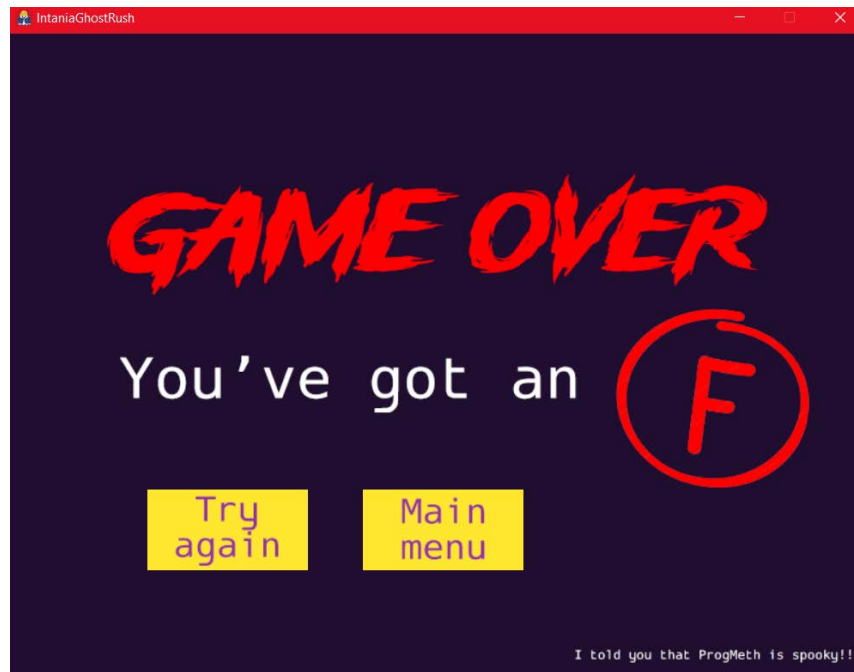 IntaniaGhostRush
GAME OVER
You've got an F
Try
again
Main
menu
I told you that ProgMeth is spooky!!